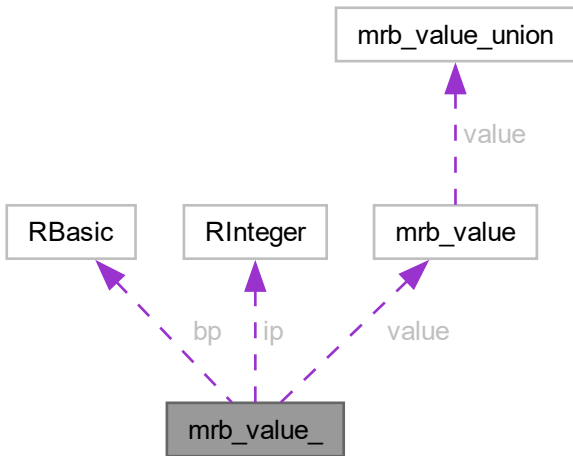 mrb_value_union
value
RBasic
RInteger
mrb_value
bp
ip
value
mrb_value_